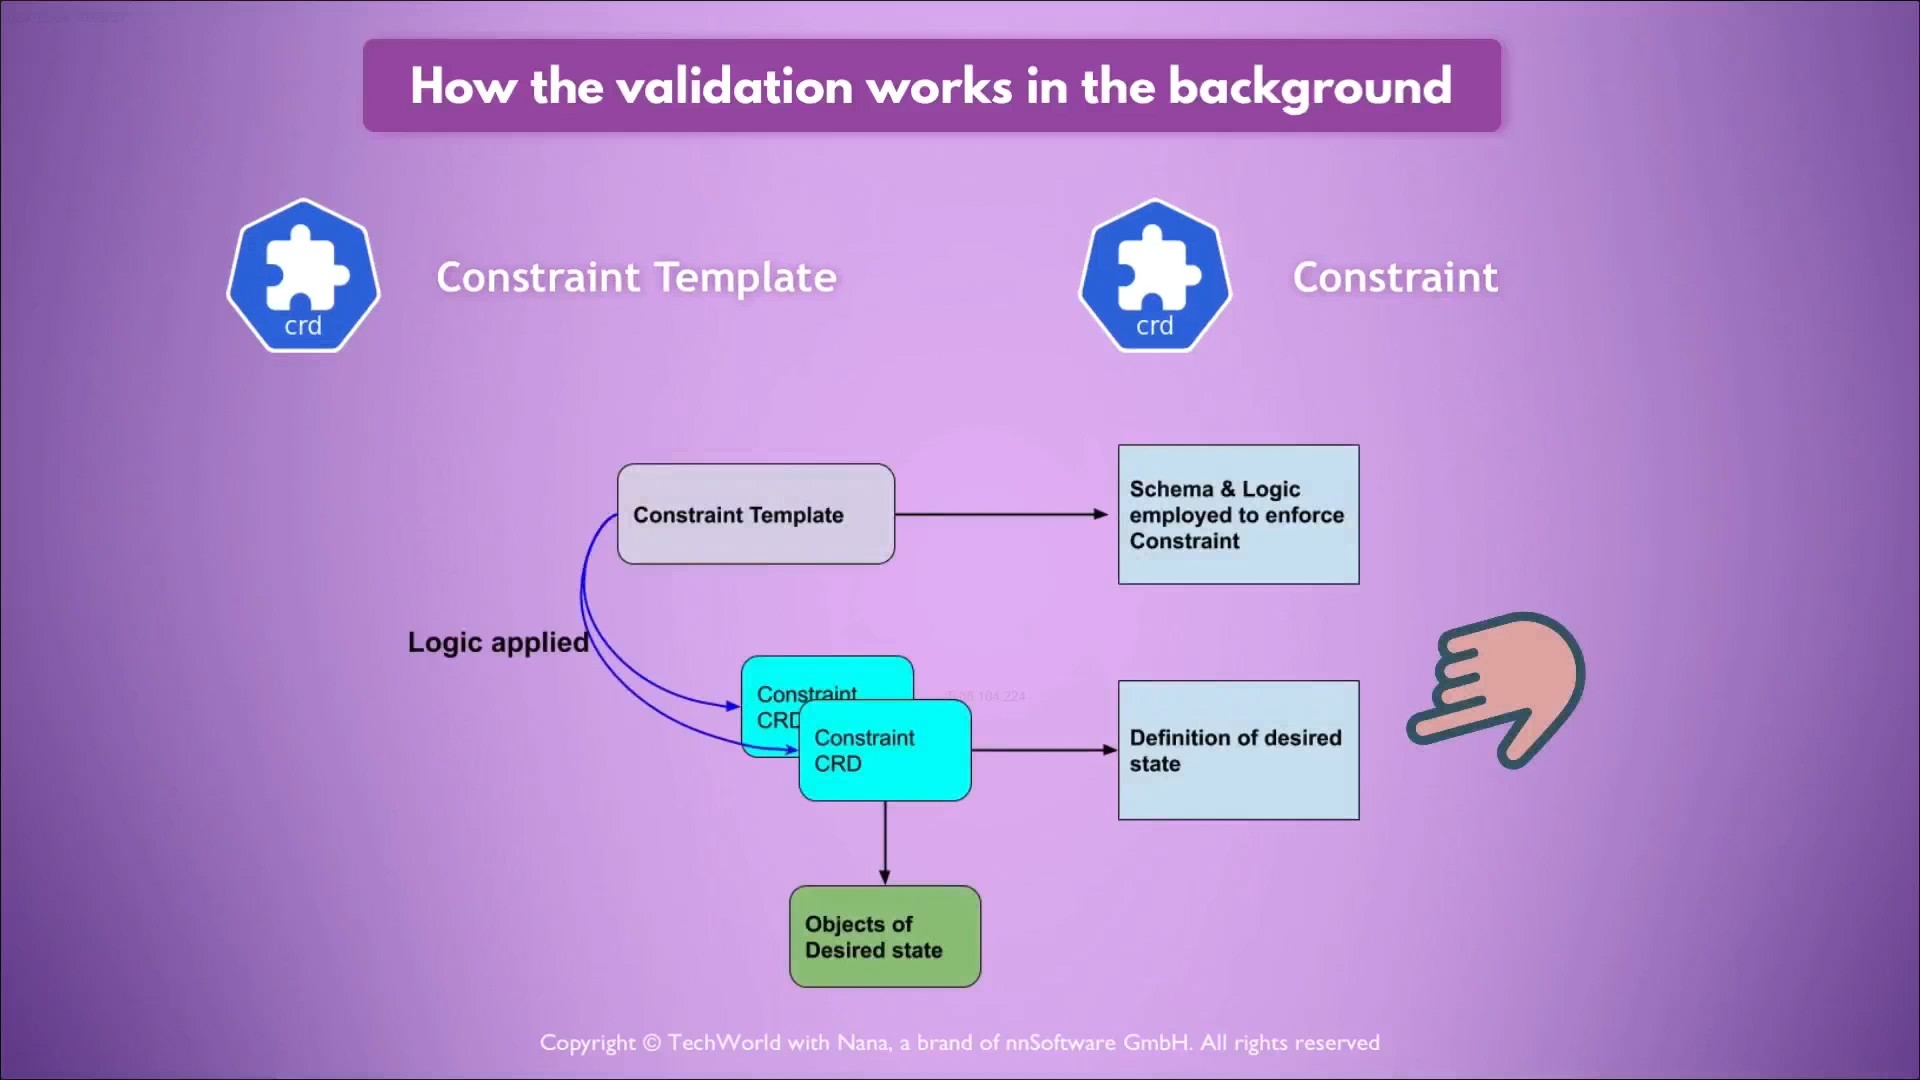 How the validation works in the background
crd
Constraint Template
crd
Constraint
Constraint Template
Schema & Logic
employed to enforce
Constraint
Logic applied
Constraint
CRD
Constraint
CRD
Definition of desired
state
Objects of
Desired state
Copyright © TechWorld with Nana, a brand of nnSoftware GmbH. All rights reserved